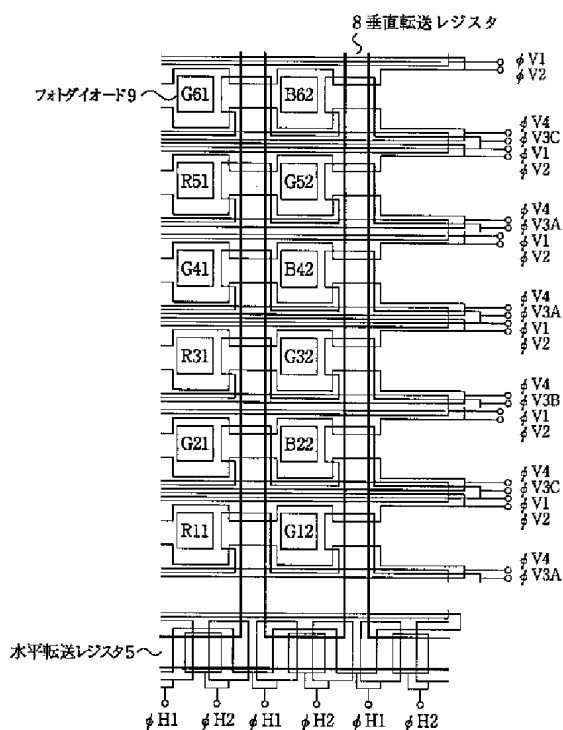 8垂直転送レジスタ
φV1
φV2
フォトダイオード9
G61
B62
φV4
φV3C
φV1
φV2
R51
G52
φV4
φV3A
φV1
φV2
G41
B42
φV4
φV3A
φV1
φV2
R31
G32
φV4
φV3B
φV1
φV2
G21
B22
φV4
φV3C
φV1
φV2
R11
G12
φV4
φV3A
水平転送レジスタ5
φH1 φH2 φH1 φH2 φH1 φH2